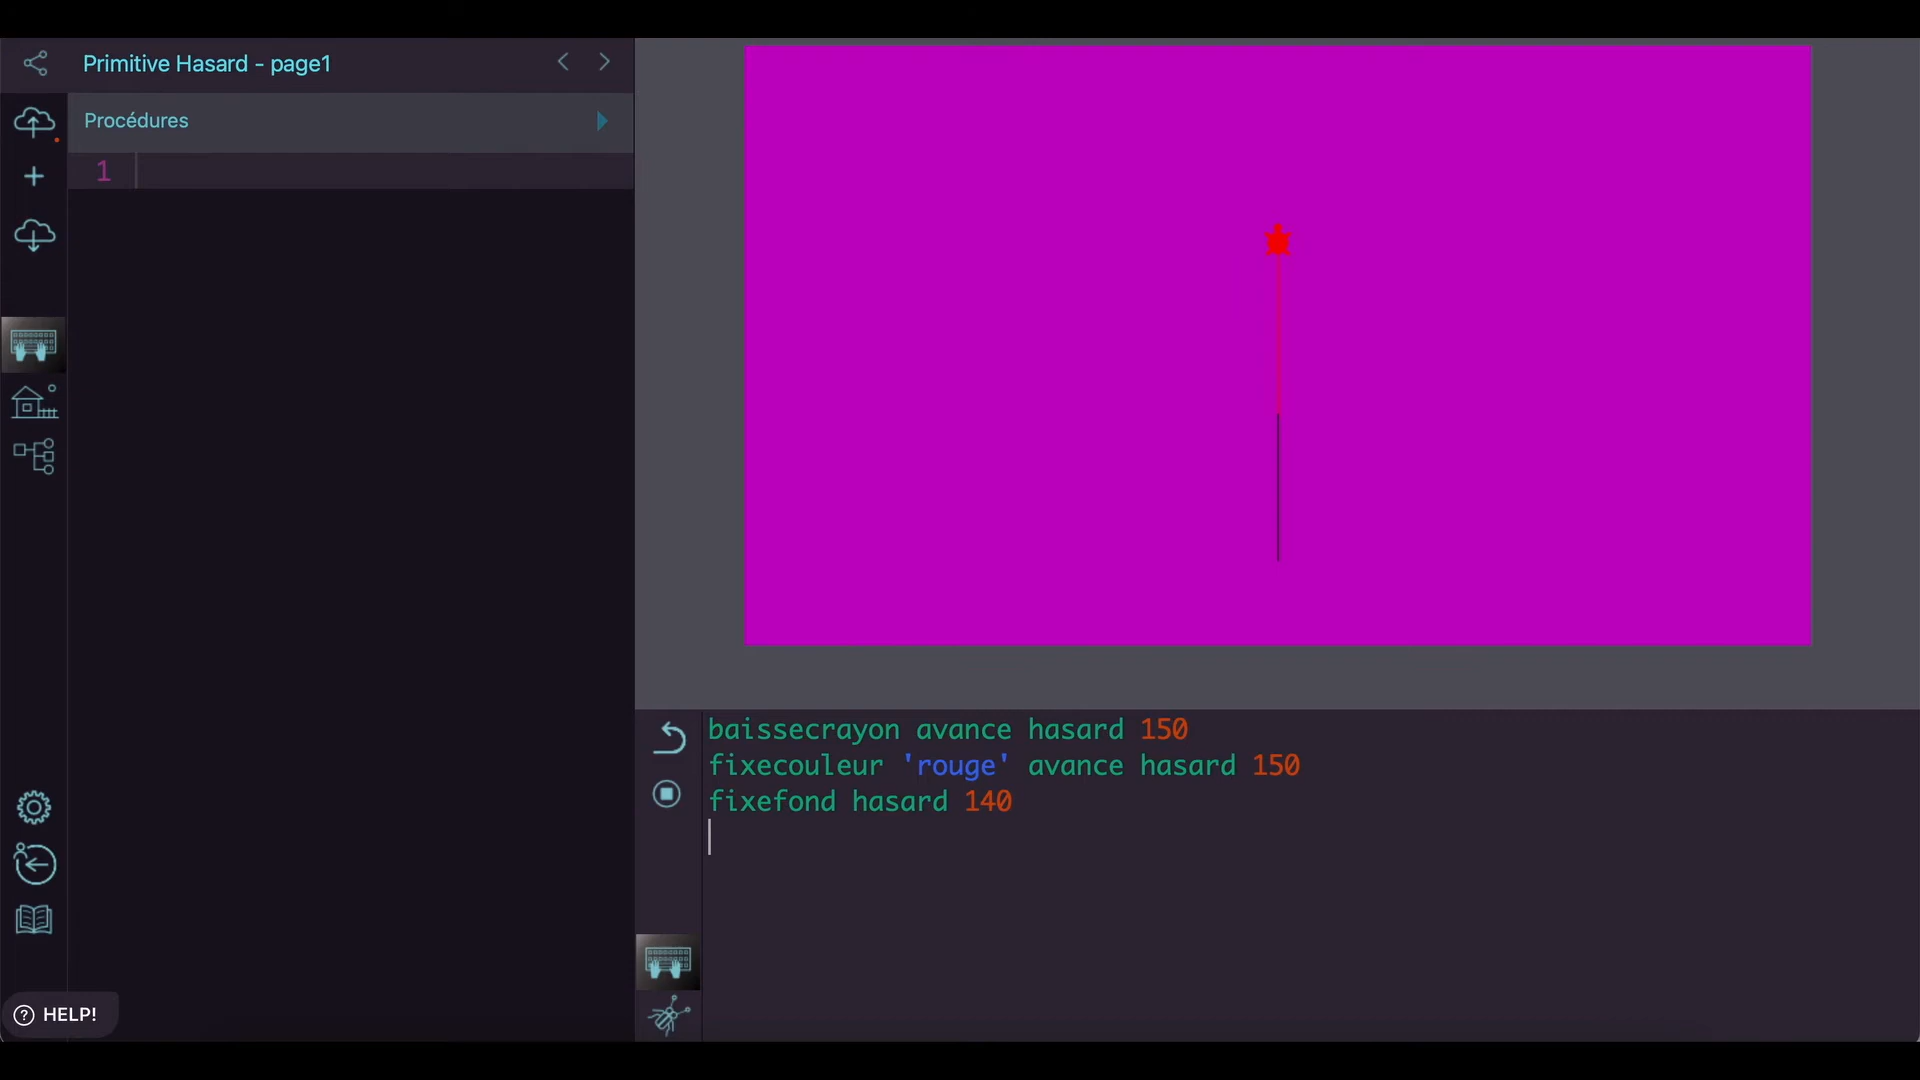 Primitive Hasard - page1
Procédures
1
baissecrayon avance hasard 150
fixecouleur 'rouge' avance hasard 150
fixefond hasard 140
? HELP!